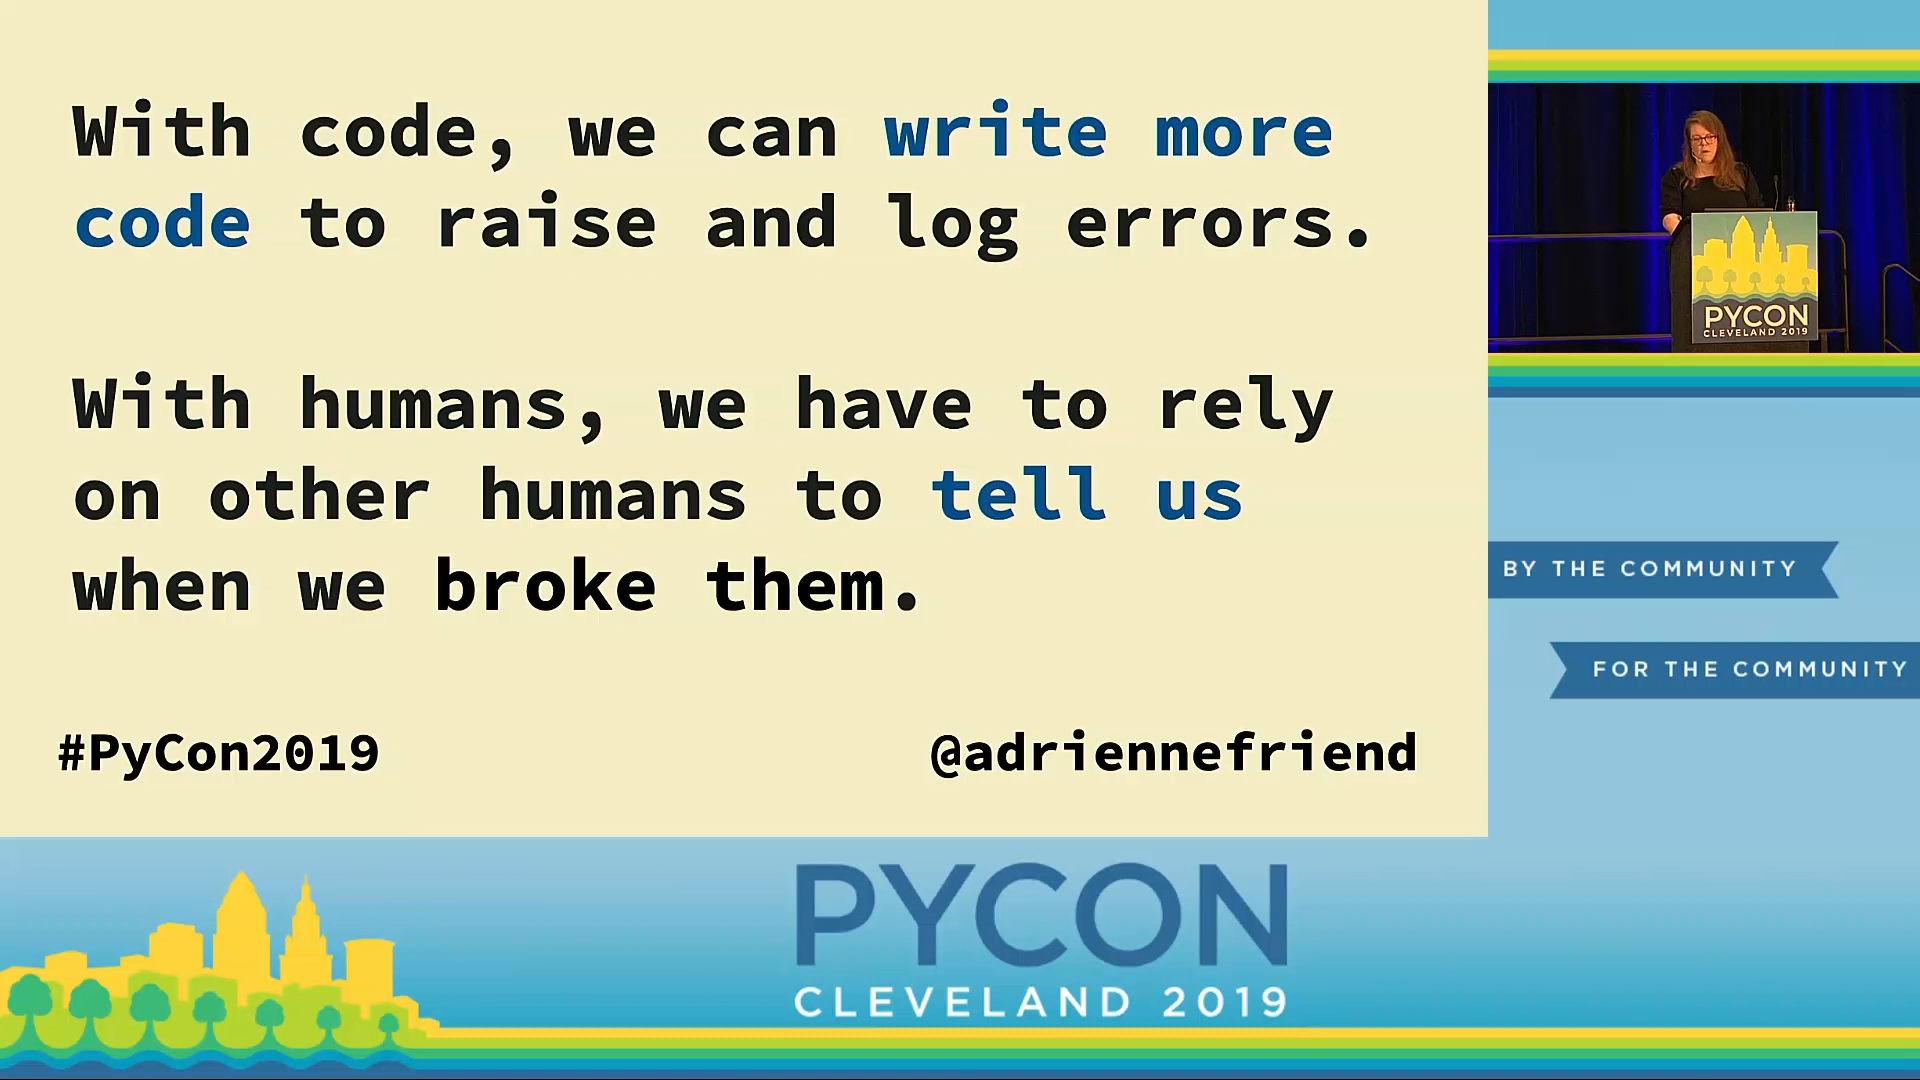 With code, we can write more
code to raise and log errors.
With humans, we have to rely
on other humans to tell us
when we broke them.
#PyCon2019
@adriennefriend
PYCON
CLEVELAND 2019
BY THE COMMUNITY
FOR THE COMMUNITY
PYCON
CLEVELAND 2019